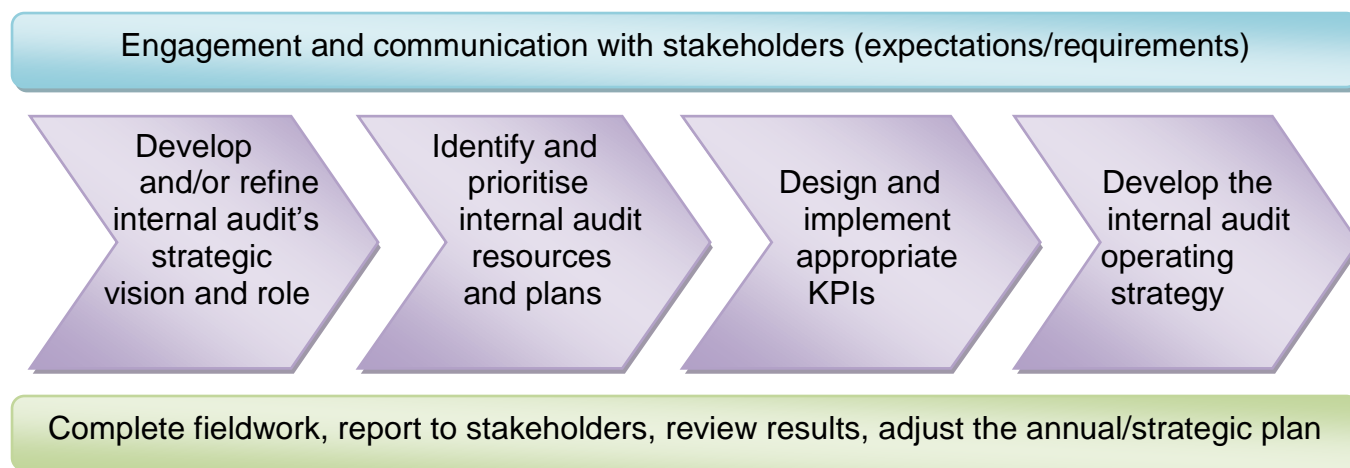 Engagement and communication with stakeholders (expectations/requirements)
Develop
and/or refine
internal audit’s
strategic
vision and role
Identify and
prioritise
internal audit
resources
and plans
Design and
implement
appropriate
KPIs
Develop the
internal audit
operating
strategy
Complete fieldwork, report to stakeholders, review results, adjust the annual/strategic plan